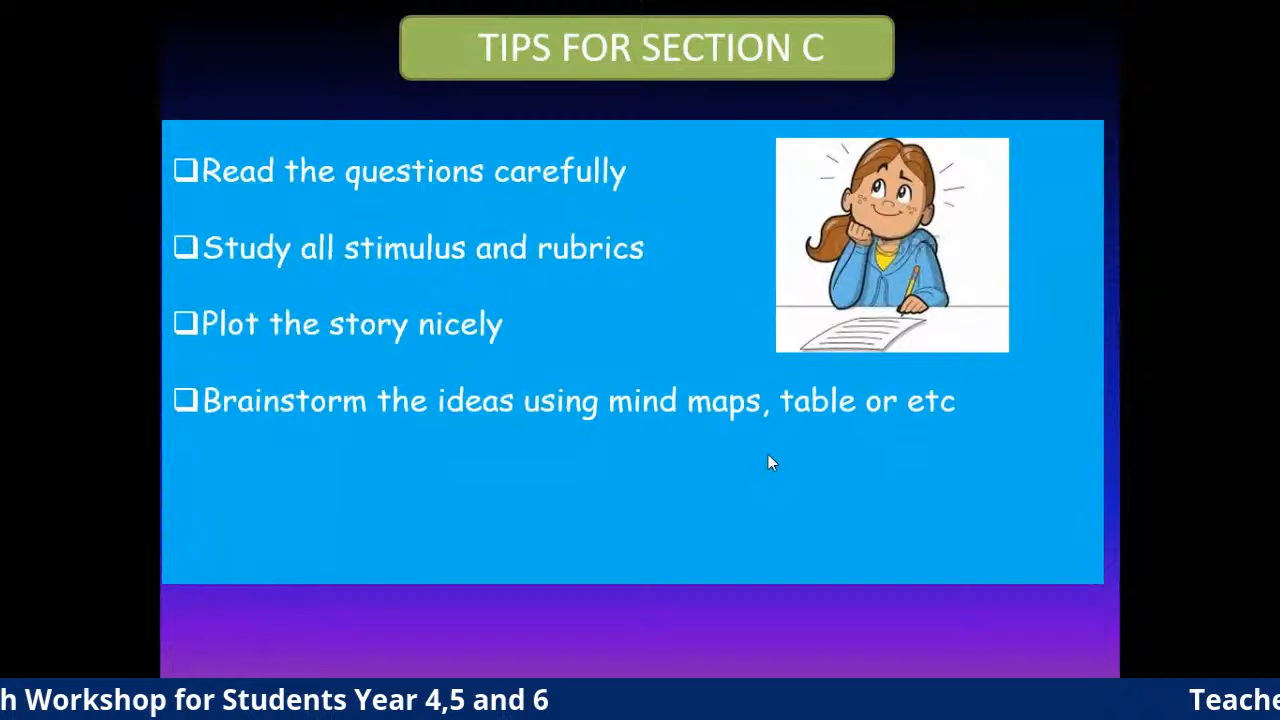 TIPS FOR SECTION C
Read the questions carefully
Study all stimulus and rubrics
Plot the story nicely
Brainstorm the ideas using mind maps, table or etc
h Workshop for Students Year 4,5 and 6
Teache